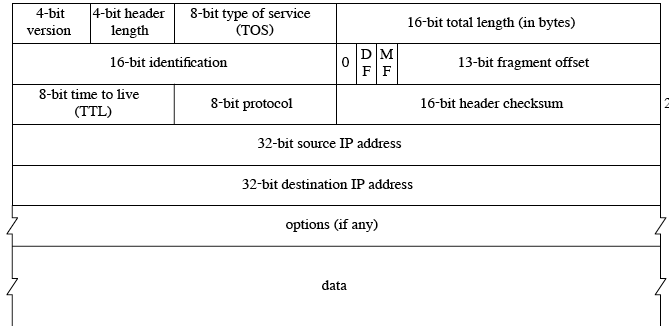 4-bit version
4-bit header length
8-bit type of service (TOS)
16-bit total length (in bytes)
16-bit identification
0
D F
M F
13-bit fragment offset
8-bit time to live (TTL)
8-bit protocol
16-bit header checksum
2
32-bit source IP address
32-bit destination IP address
options (if any)
data